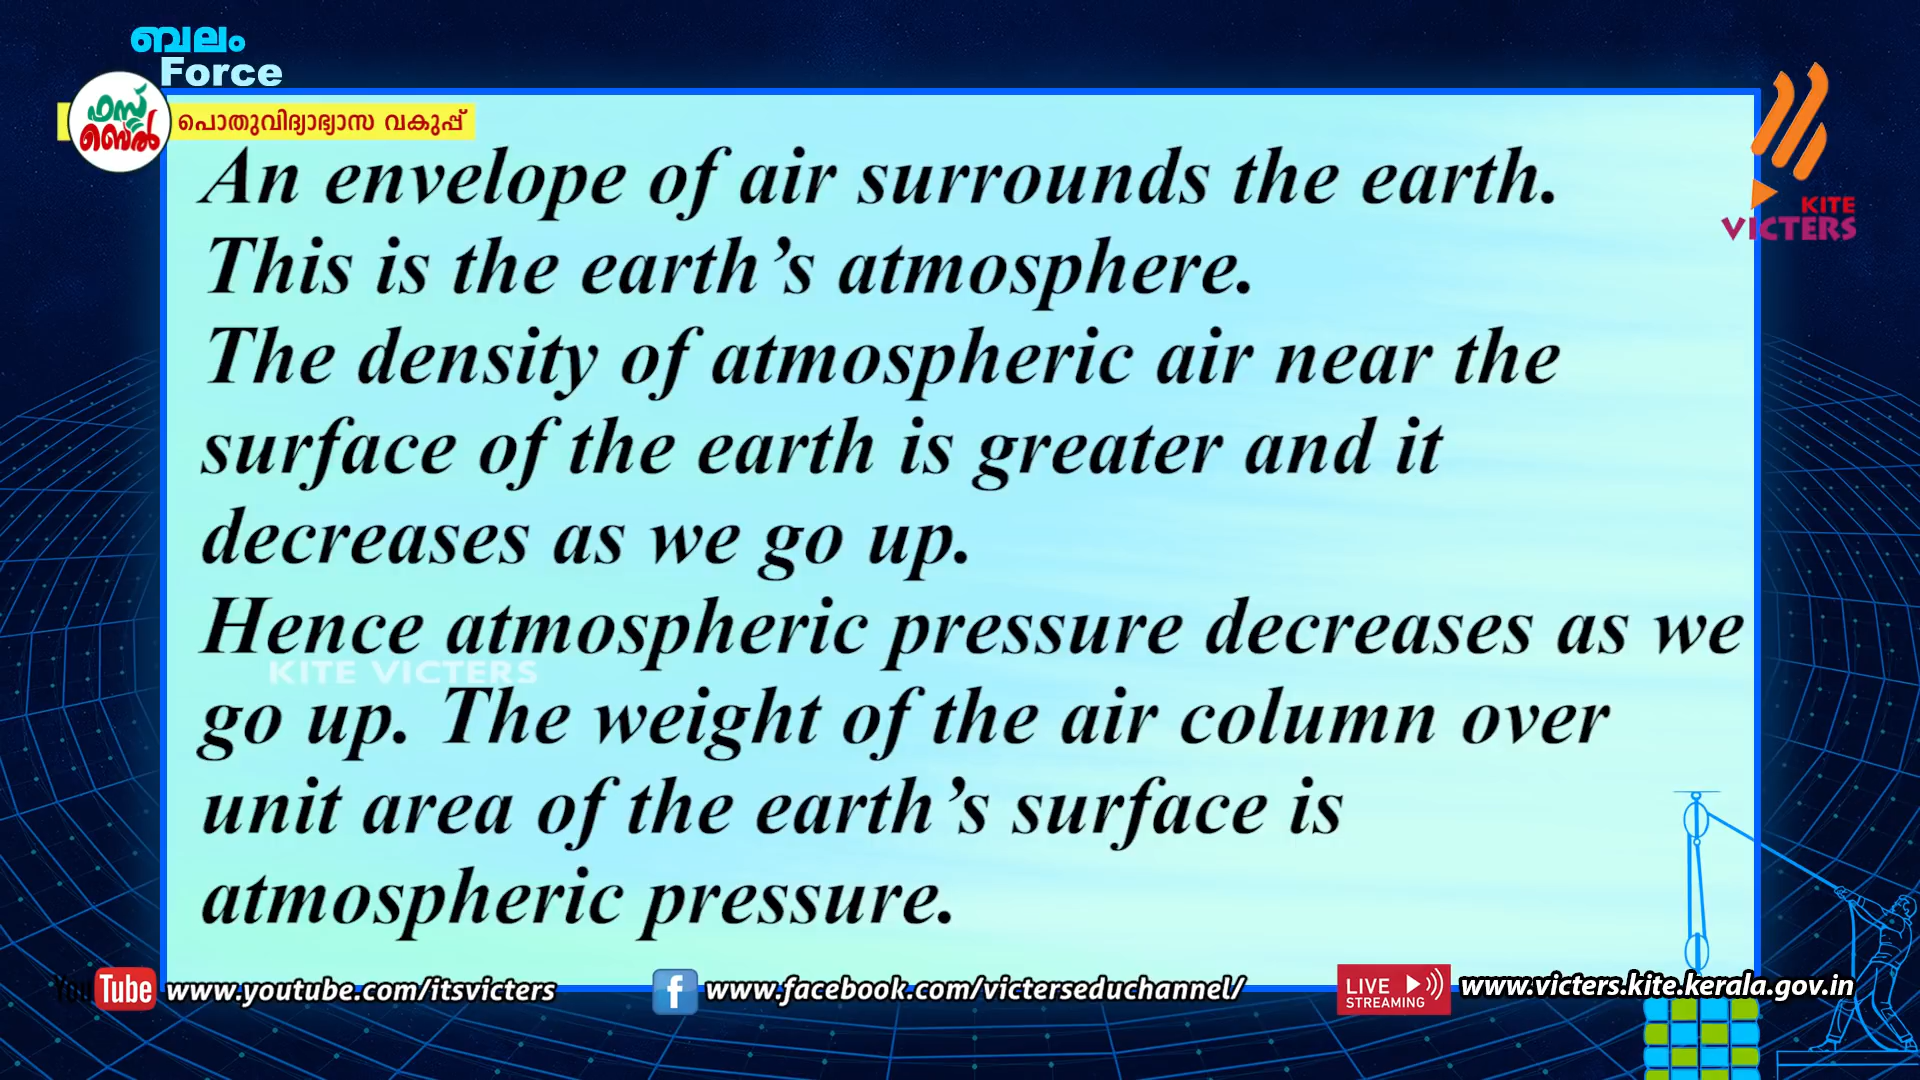 ബലം
Force
ഫസ്റ്റ്
ബെൽ
പൊതുവിദ്യാഭ്യാസ വകുപ്പ്
KITE
VICTERS
An envelope of air surrounds the earth.
This is the earth’s atmosphere.
The density of atmospheric air near the
surface of the earth is greater and it
decreases as we go up.
Hence atmospheric pressure decreases as we
KITE VICTERS
go up. The weight of the air column over
unit area of the earth’s surface is
atmospheric pressure.
YouTube www.youtube.com/itsvicters
f www.facebook.com/victerseduchannel/
LIVE
STREAMING
www.victers.kite.kerala.gov.in